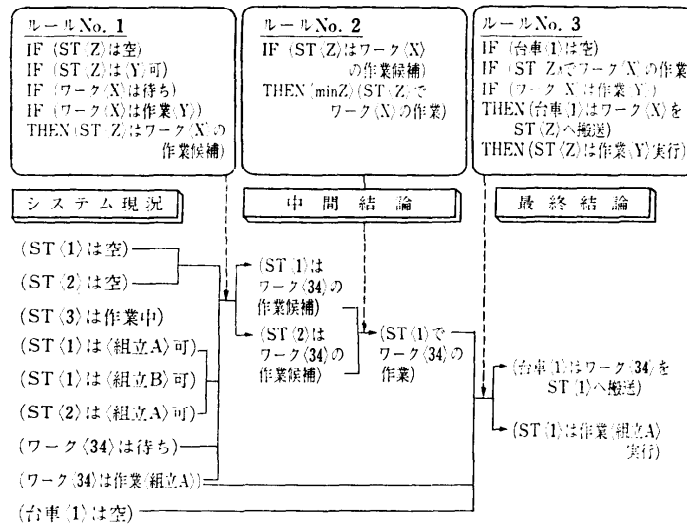 ルールNo. 1
IF (ST〈Z〉は空)
IF (ST〈Z〉は〈Y〉可)
IF (ワーク〈X〉は待ち)
IF (ワーク〈X〉は作業〈Y〉)
THEN (ST〈Z〉はワーク〈X〉の
作業候補)
ルールNo. 2
IF (ST〈Z〉はワーク〈X〉
の作業候補)
THEN (minZ) (ST〈Z〉で
ワーク〈X〉の作業)
ルールNo. 3
IF (台車〈1〉は空)
IF (ST〈Z〉でワーク〈X〉の作業)
IF (ワーク〈X〉は作業〈Y〉)
THEN (台車〈1〉はワーク〈X〉を
ST〈Z〉へ搬送)
THEN (ST〈Z〉は作業〈Y〉実行)
システム現況
中間結論
最終結論
(ST〈1〉は空)
(ST〈2〉は空)
(ST〈3〉は作業中)
(ST〈1〉は〈組立A〉可)
(ST〈1〉は〈組立B〉可)
(ST〈2〉は〈組立A〉可)
(ワーク〈34〉は待ち)
(ワーク〈34〉は作業〈組立A〉)
(台車〈1〉は空)
(ST〈1〉は
ワーク〈34〉の
作業候補)
(ST〈2〉は
ワーク〈34〉の
作業候補)
(ST〈1〉で
ワーク〈34〉の
作業)
(台車〈1〉はワーク〈34〉を
ST〈1〉へ搬送)
(ST〈1〉は作業〈組立A〉
実行)